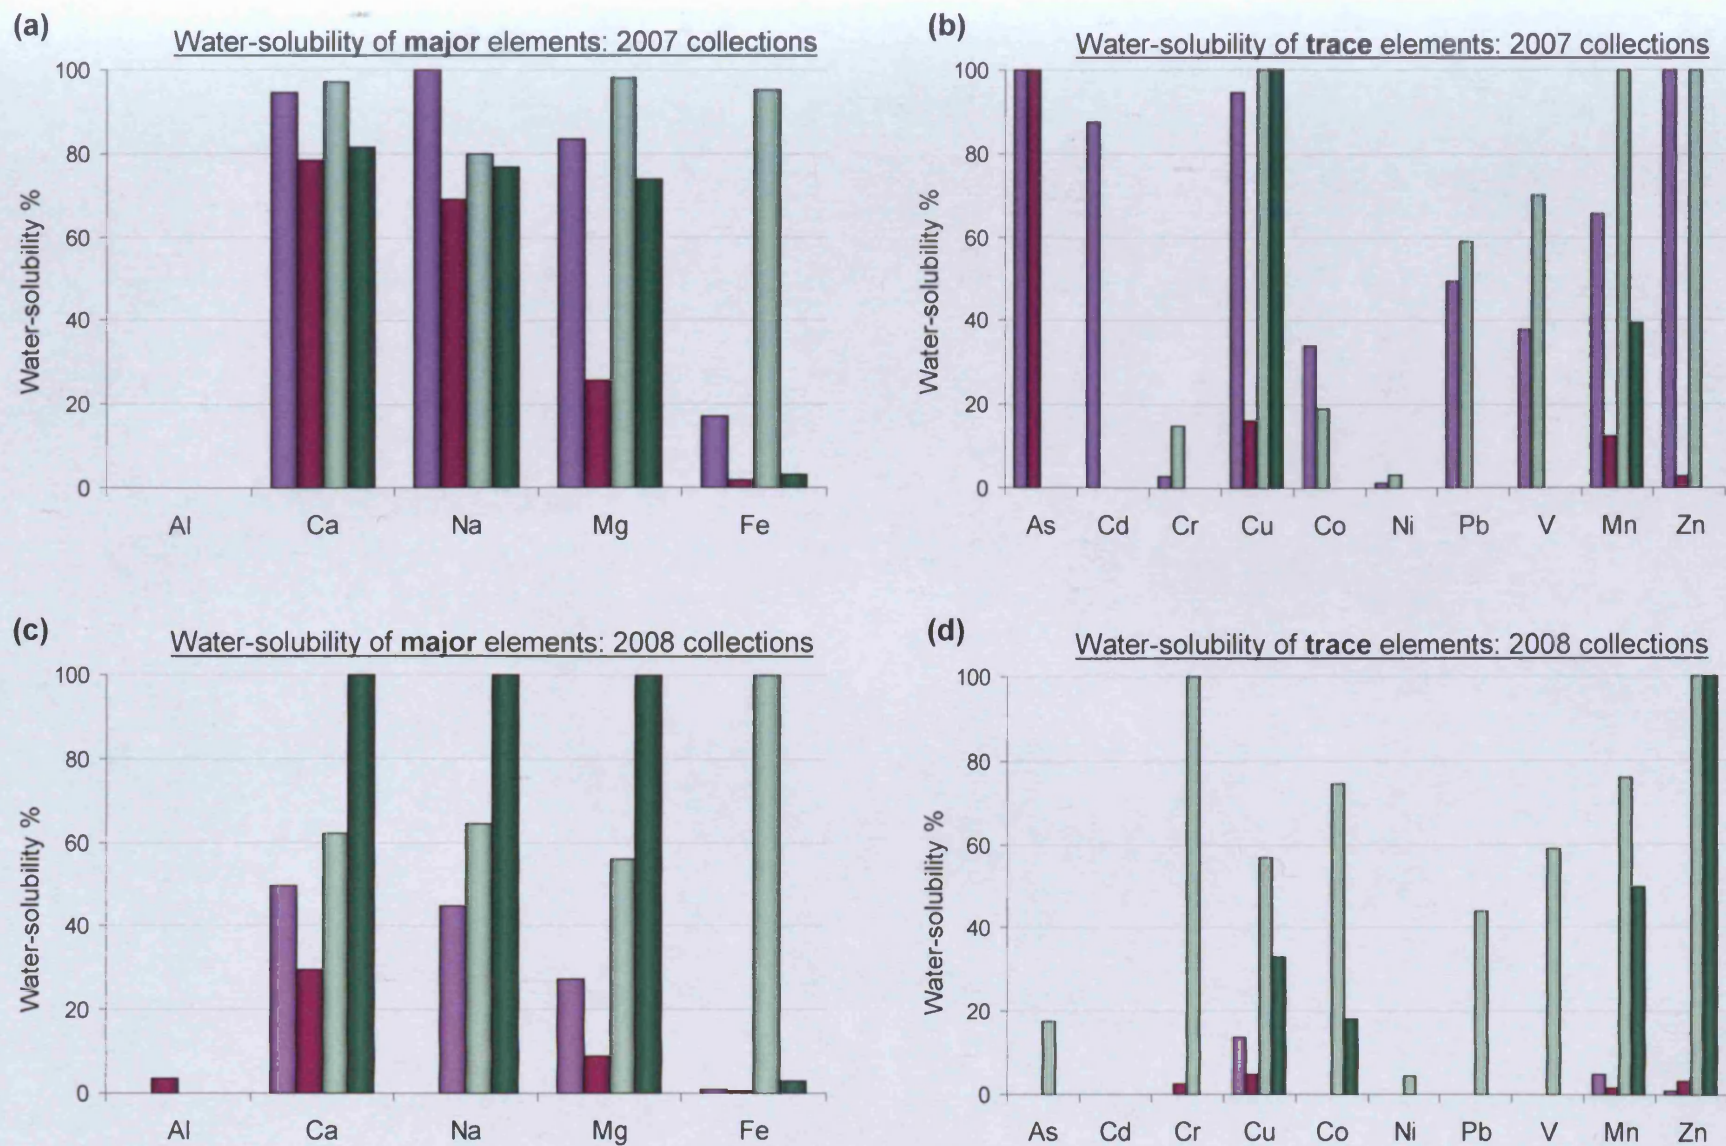 (a)
Water-solubility of major elements: 2007 collections
100
80
60
40
20
0
Water-solubility %
Al Ca Na Mg Fe
(b)
Water-solubility of trace elements: 2007 collections
100
80
60
40
20
0
Water-solubility %
As Cd Cr Cu Co Ni Pb V Mn Zn
(c)
Water-solubility of major elements: 2008 collections
100
80
60
40
20
0
Water-solubility %
Al Ca Na Mg Fe
(d)
Water-solubility of trace elements: 2008 collections
100
80
60
40
20
0
Water-solubility %
As Cd Cr Cu Co Ni Pb V Mn Zn